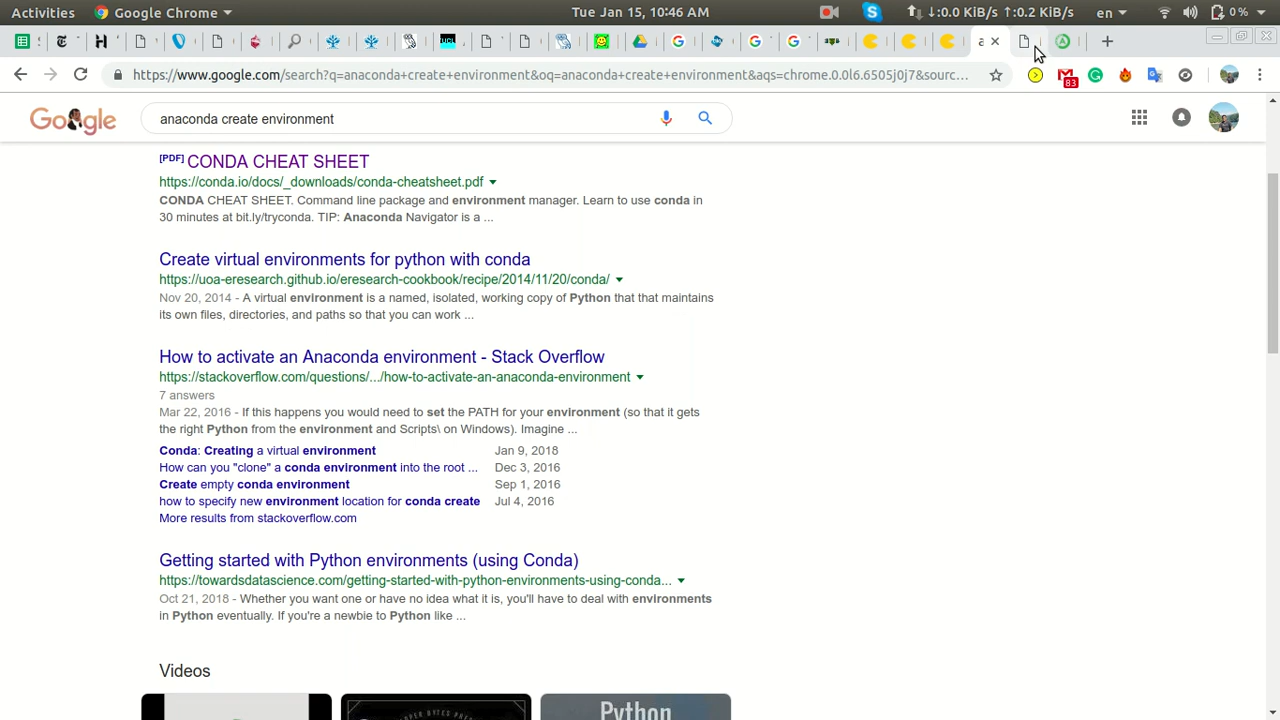 Activities Google Chrome Tue Jan 15, 10:46 AM ↓:0.0 KiB/s ↑:0.2 KiB/s en 0 %
https://www.google.com/search?q=anaconda+create+environment&oq=anaconda+create+environment&aqs=chrome.0.0l6.6505j0j7&sourc... 83
Google anaconda create environment
[PDF] CONDA CHEAT SHEET
https://conda.io/docs/_downloads/conda-cheatsheet.pdf
CONDA CHEAT SHEET. Command line package and environment manager. Learn to use conda in
30 minutes at bit.ly/tryconda. TIP: Anaconda Navigator is a ...
Create virtual environments for python with conda
https://uoa-eresearch.github.io/eresearch-cookbook/recipe/2014/11/20/conda/
Nov 20, 2014 - A virtual environment is a named, isolated, working copy of Python that that maintains
its own files, directories, and paths so that you can work ...
How to activate an Anaconda environment - Stack Overflow
https://stackoverflow.com/questions/.../how-to-activate-an-anaconda-environment
7 answers
Mar 22, 2016 - If this happens you would need to set the PATH for your environment (so that it gets
the right Python from the environment and Scripts\ on Windows). Imagine ...
Conda: Creating a virtual environment Jan 9, 2018
How can you "clone" a conda environment into the root ... Dec 3, 2016
Create empty conda environment Sep 1, 2016
how to specify new environment location for conda create Jul 4, 2016
More results from stackoverflow.com
Getting started with Python environments (using Conda)
https://towardsdatascience.com/getting-started-with-python-environments-using-conda...
Oct 21, 2018 - Whether you want one or have no idea what it is, you'll have to deal with environments
in Python eventually. If you're a newbie to Python like ...
Videos
Python